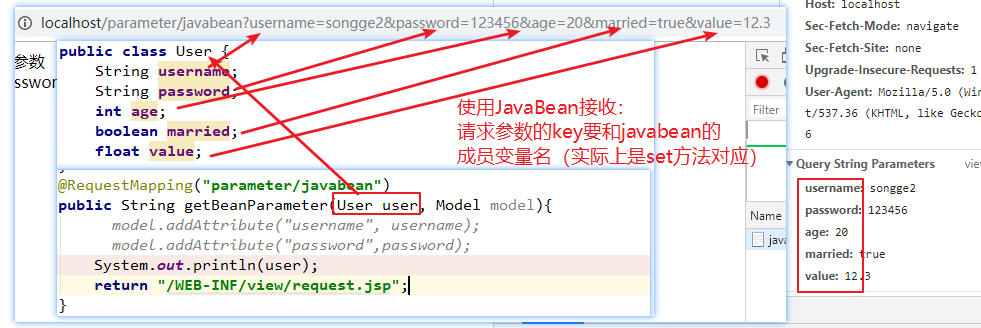 localhost/parameter/javabean?username=songge2&password=123456&age=20&married=true&value=12.3
参数
sswor
public class User {
String username;
String password;
int age;
boolean married;
float value;
}
使用JavaBean接收:
请求参数的key要和javabean的
成员变量名（实际上是set方法对应）
@RequestMapping("parameter/javabean")
public String getBeanParameter(User user, Model model){
model.addAttribute("username", username);
model.addAttribute("password",password);
System.out.println(user);
return "/WEB-INF/view/request.jsp";
}
Filter
Name
jav
Host: localhost
Sec-Fetch-Mode: navigate
Sec-Fetch-Site: none
Upgrade-Insecure-Requests: 1
User-Agent: Mozilla/5.0 (Win
t/537.36 (KHTML, like Geck
6
Query String Parameters
view
username: songge2
password: 123456
age: 20
married: true
value: 12.3